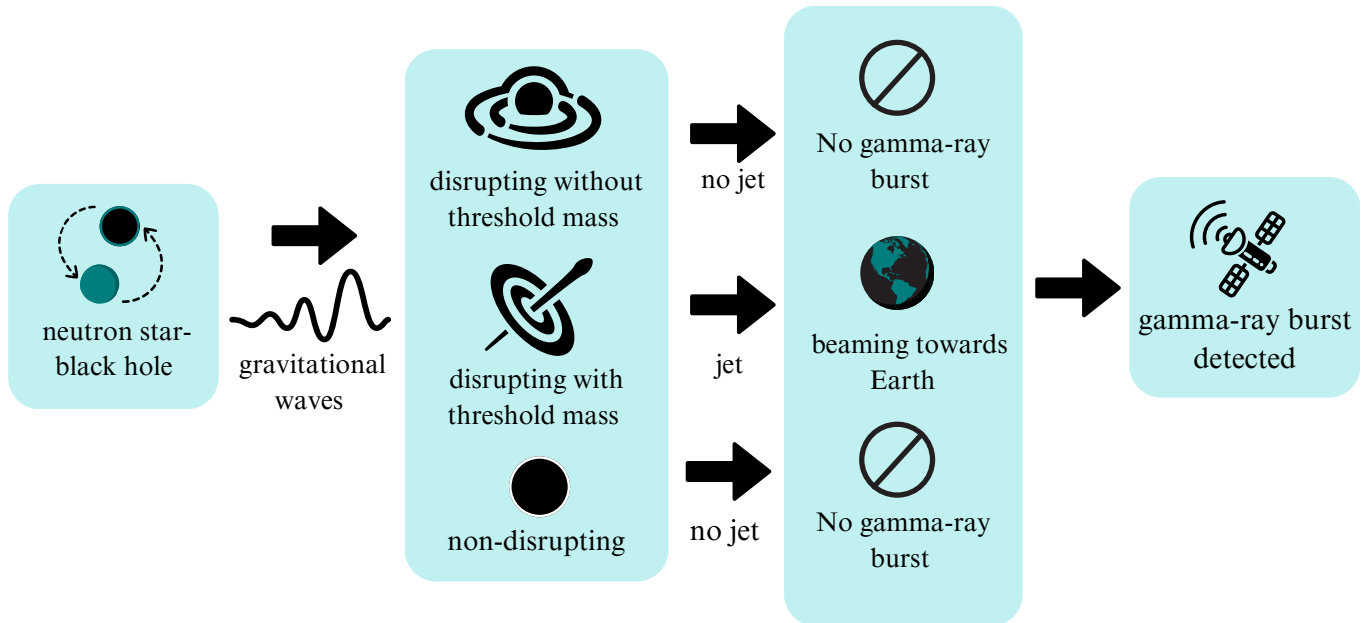 neutron star-
black hole
gravitational
waves
disrupting without
threshold mass
disrupting with
threshold mass
non-disrupting
no jet
jet
no jet
No gamma-ray
burst
beaming towards
Earth
No gamma-ray
burst
gamma-ray burst
detected